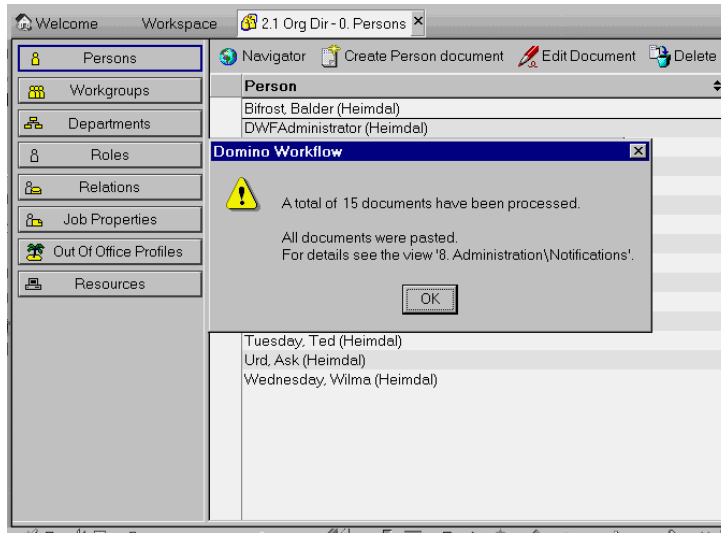 Welcome
Workspace
2.1 Org Dir - 0. Persons
Persons
Workgroups
Departments
Roles
Relations
Job Properties
Out Of Office Profiles
Resources
Navigator
Create Person document
Edit Document
Delete
Person
Bifrost, Balder (Heimdal)
DWFAdministrator (Heimdal)
Domino Workflow
A total of 15 documents have been processed.
All documents were pasted.
For details see the view '8. Administration\Notifications'.
OK
Tuesday, Ted (Heimdal)
Urd, Ask (Heimdal)
Wednesday, Wilma (Heimdal)